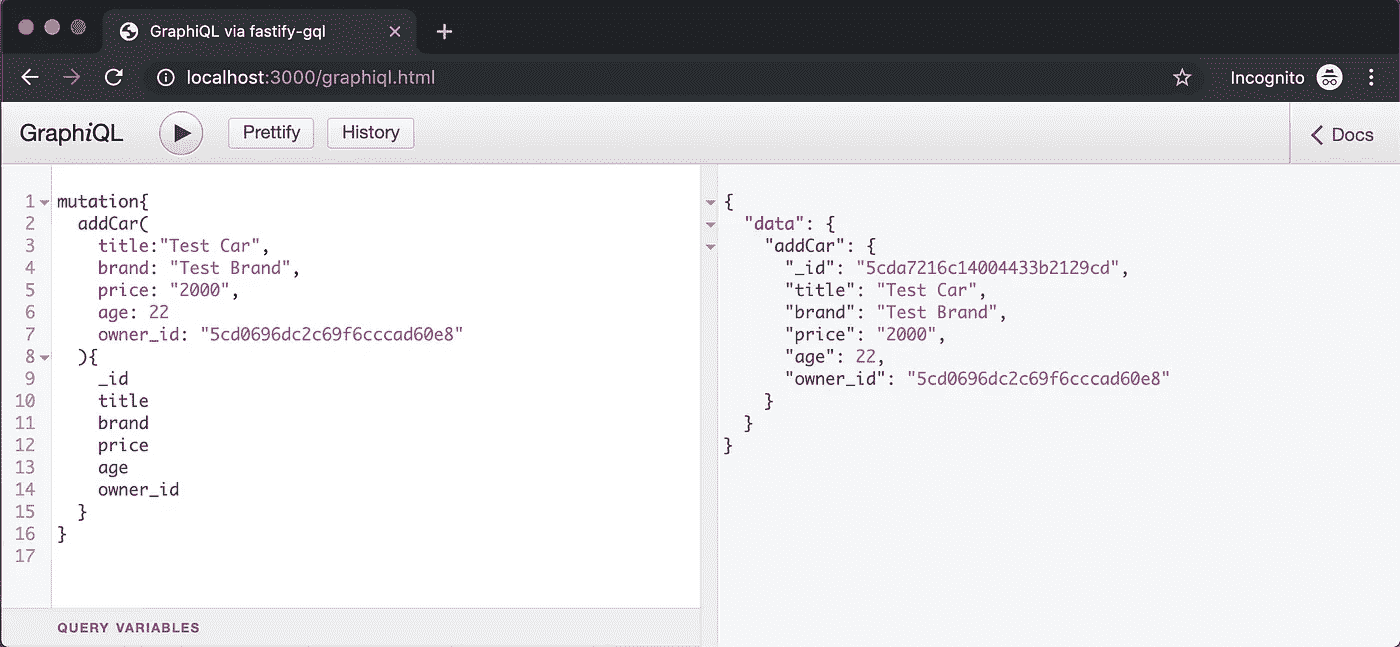 GraphiQL via fastify-gql
localhost:3000/graphiql.html
Incognito
GraphiQL
Prettify
History
Docs
1 mutation{
2 addCar(
3 title:"Test Car",
4 brand: "Test Brand",
5 price: "2000",
6 age: 22
7 owner_id: "5cd0696dc2c69f6cccad60e8"
8 ){
9 _id
10 title
11 brand
12 price
13 age
14 owner_id
15 }
16 }
17
QUERY VARIABLES
{
"data": {
"addCar": {
"_id": "5cda7216c14004433b2129cd",
"title": "Test Car",
"brand": "Test Brand",
"price": "2000",
"age": 22,
"owner_id": "5cd0696dc2c69f6cccad60e8"
}
}
}